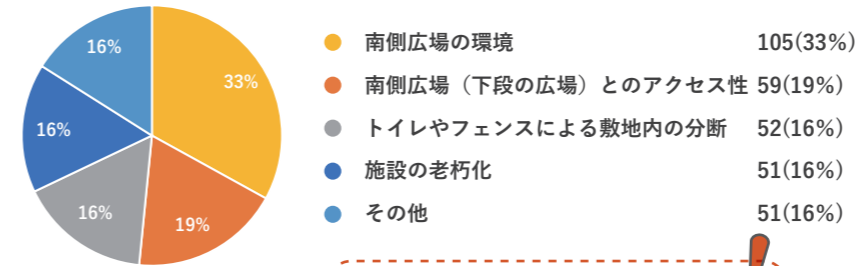 16%
33%
16%
16%
19%
南側広場の環境 105(33%)
南側広場（下段の広場）とのアクセス性 59(19%)
トイレやフェンスによる敷地内の分断 52(16%)
施設の老朽化 51(16%)
その他 51(16%)